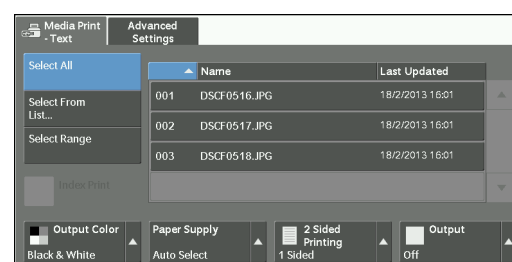 Media Print
- Text
Advanced
Settings
Select All
Select From
List...
Select Range
Index Print
Name Last Updated
001 DSCF0516.JPG 18/2/2013 16:01
002 DSCF0517.JPG 18/2/2013 16:01
003 DSCF0518.JPG 18/2/2013 16:01
Output Color
Black & White
Paper Supply
Auto Select
2 Sided
Printing
1 Sided
Output
Off